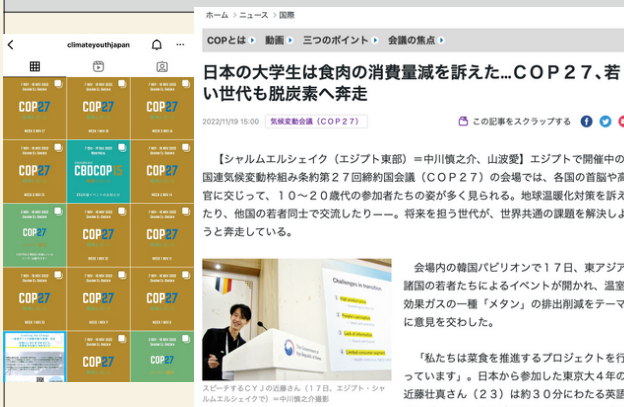 climateyouthjapan
COP27
COP27
COP27
COP27
CBDCOP15
COP27
COP27
COP27
COP27
COP27
COP27
COP27
COP27
COP27
ホーム > ニュース > 国際
COPとは 動画 三つのポイント 会議の焦点
日本の大学生は食肉の消費量減を訴えた…ＣＯＰ２７、若
い世代も脱炭素へ奔走
2022/11/19 15:00 気候変動会議（ＣＯＰ２７） この記事をスクラップする
【シャルムエルシェイク（エジプト東部）＝中川慎之介、山波愛】エジプトで開催中の
国連気候変動枠組み条約第２７回締約国会議（ＣＯＰ２７）の会場では、各国の首脳や高
官に交じって、１０～２０歳代の参加者たちの姿が多く見られる。地球温暖化対策を訴え
たり、他国の若者同士で交流したりーー。将来を担う世代が、世界共通の課題を解決しよ
うと奔走している。
Challenges in transition
スピーチするＣＹＪの近藤さん（１７日、エジプト・シャ
ルムエルシェイクで）＝中川慎之介撮影
会場内の韓国パビリオンで１７日、東アジア
諸国の若者たちによるイベントが開かれ、温室
効果ガスの一種「メタン」の排出削減をテーマ
に意見を交わした。
「私たちは菜食を推進するプロジェクトを行
っています」。日本から参加した東京大４年の
近藤壮真さん（２３）は約３０分にわたる英語